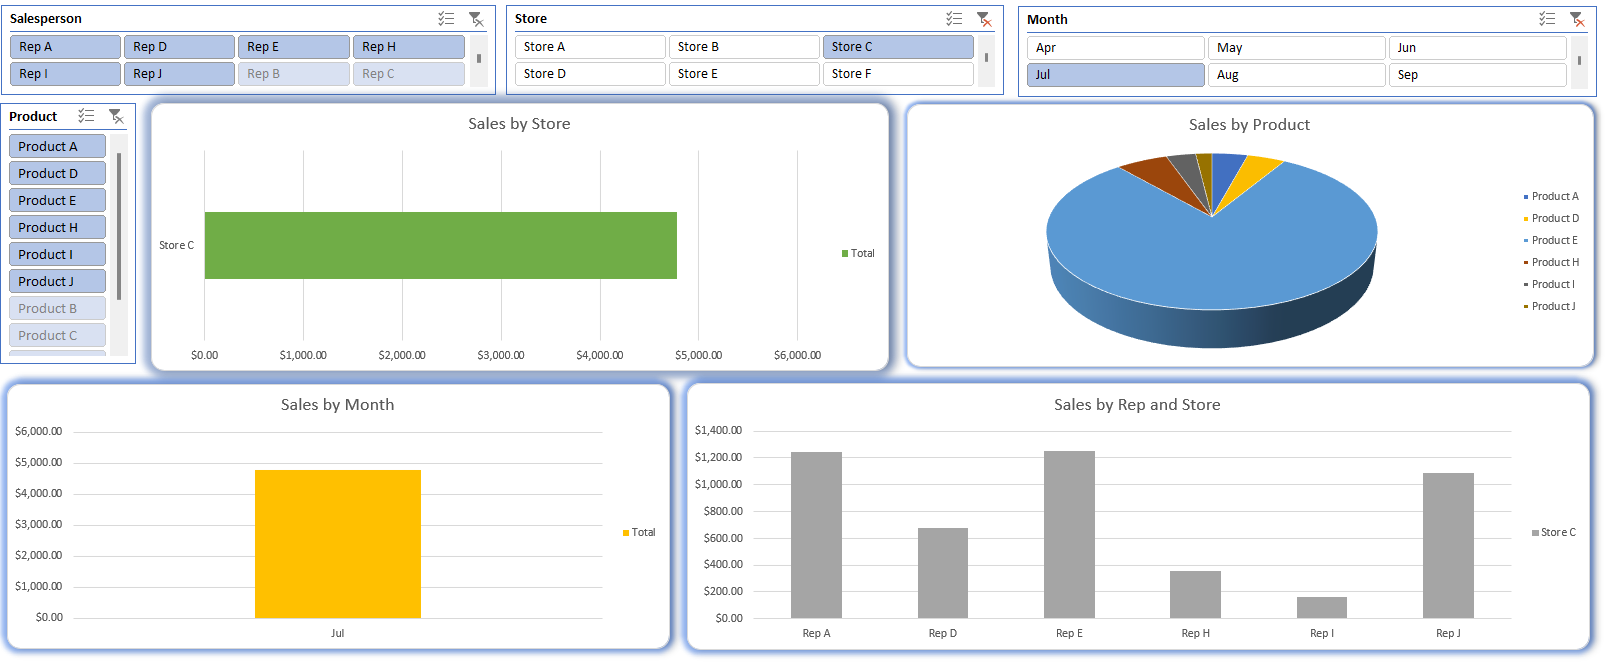 Salesperson
Rep A
Rep D
Rep E
Rep H
Rep I
Rep J
Rep B
Rep C
Store
Store A
Store B
Store C
Store D
Store E
Store F
Month
Apr
May
Jun
Jul
Aug
Sep
Product
Product A
Product D
Product E
Product H
Product I
Product J
Product B
Product C
Sales by Store
Store C
Total
$0.00
$1,000.00
$2,000.00
$3,000.00
$4,000.00
$5,000.00
$6,000.00
Sales by Product
Product A
Product D
Product E
Product H
Product I
Product J
Sales by Month
$6,000.00
$5,000.00
$4,000.00
$3,000.00
$2,000.00
$1,000.00
$0.00
Jul
Total
Sales by Rep and Store
$1,400.00
$1,200.00
$1,000.00
$800.00
$600.00
$400.00
$200.00
$0.00
Rep A
Rep D
Rep E
Rep H
Rep I
Rep J
Store C